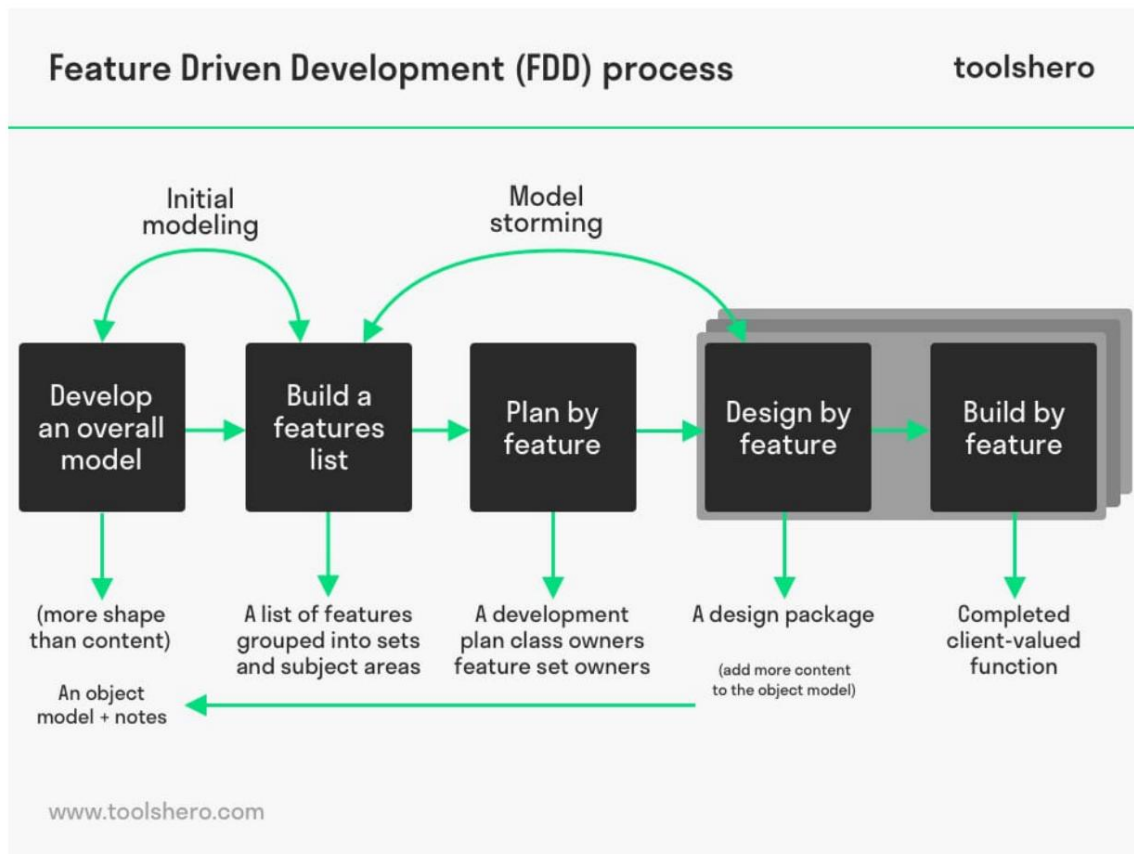 Feature Driven Development (FDD) process
toolshero
Initial
modeling
Model
storming
Develop
an overall
model
Build a
features
list
Plan by
feature
Design by
feature
Build by
feature
(more shape
than content)
An object
model + notes
A list of features
grouped into sets
and subject areas
A development
plan class owners
feature set owners
A design package
(add more content
to the object model)
Completed
client-valued
function
www.toolshero.com